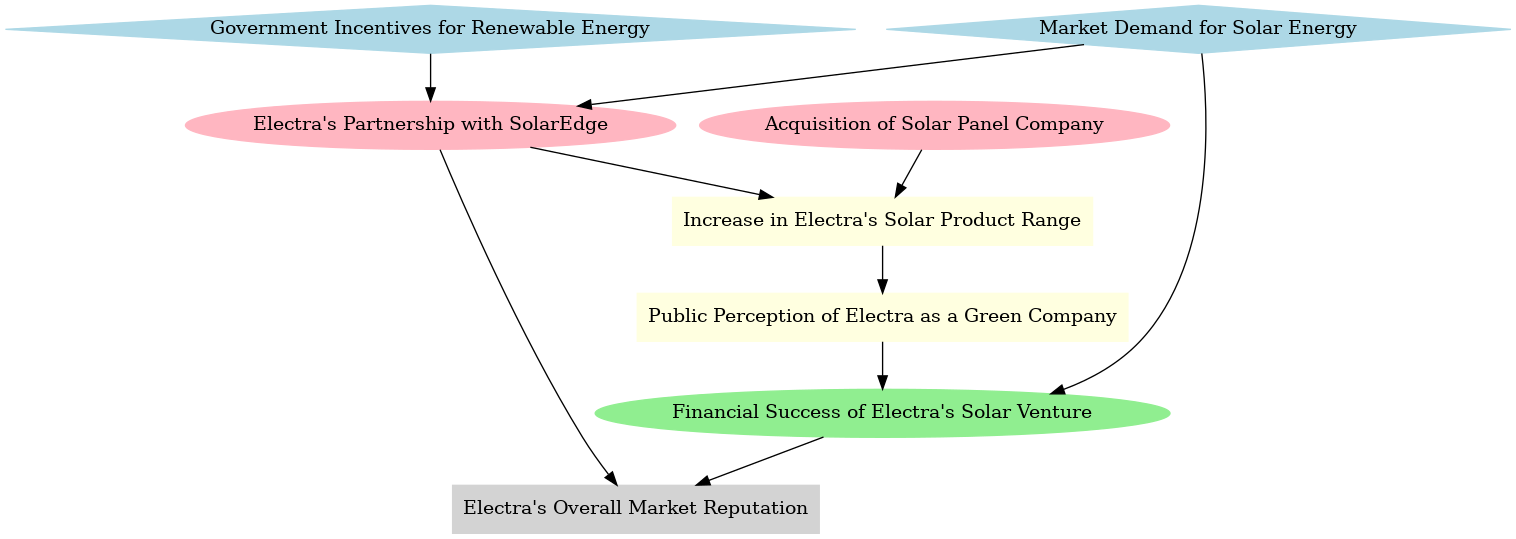 Government Incentives for Renewable Energy
Market Demand for Solar Energy
Electra's Partnership with SolarEdge
Acquisition of Solar Panel Company
Increase in Electra's Solar Product Range
Public Perception of Electra as a Green Company
Financial Success of Electra's Solar Venture
Electra's Overall Market Reputation